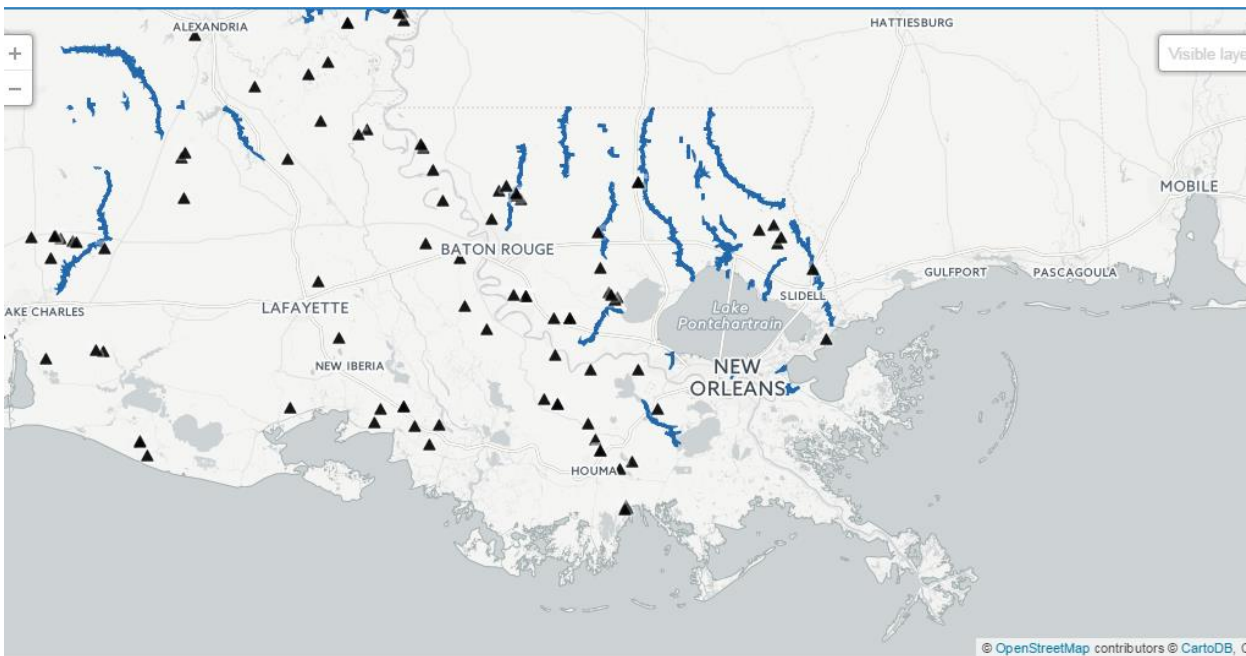 ALEXANDRIA
HATTIESBURG
+
Visible laye
−
MOBILE
BATON ROUGE
GULFPORT
PASCAGOULA
SLIDELL
LAFAYETTE
AKE CHARLES
Lake
Pontchartrain
NEW IBERIA
NEW
ORLEANS
HOUMA
© OpenStreetMap contributors © CartoDB, C